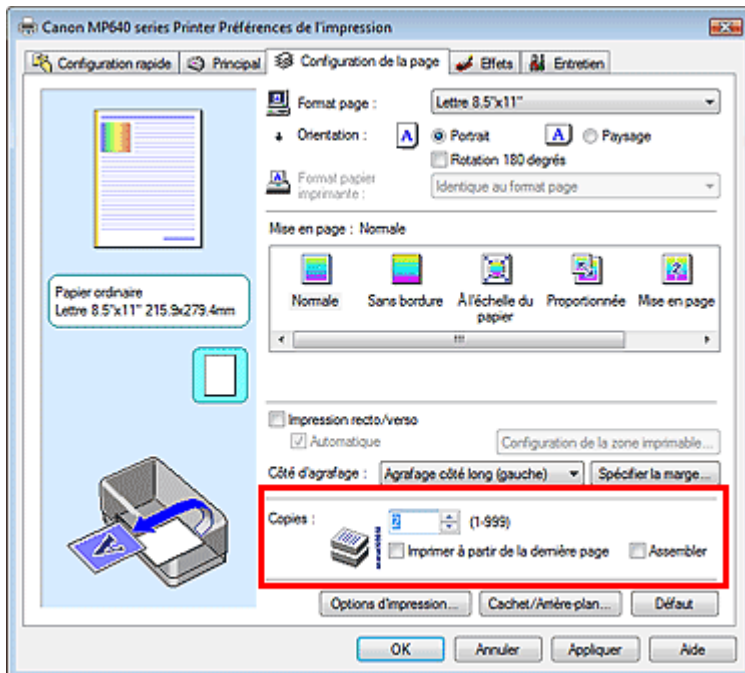 Canon MP640 series Printer Préférences de l'impression
Configuration rapide Principal Configuration de la page Effets Entretien
Format page : Lettre 8.5"x11"
Orientation : A Portrait A Paysage
Rotation 180 degrés
Format papier imprimante : Identique au format page
Mise en page : Normale
Normale Sans bordure À l'échelle du papier Proportionnée Mise en page
Papier ordinaire
Lettre 8.5"x11" 215.9x279.4mm
Impression recto/verso
Automatique Configuration de la zone imprimable...
Côté d'agrafage : Agrafage côté long (gauche) Spécifier la marge...
Copies : 2 (1-999)
Imprimer à partir de la dernière page Assembler
Options d'impression... Cachet/Arrière-plan... Défaut
OK Annuler Appliquer Aide